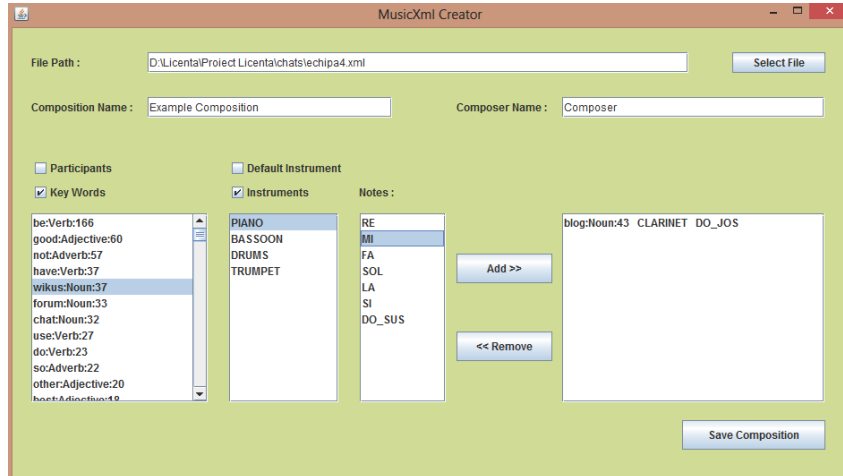 MusicXml Creator
File Path :
D:\Licenta\Proiect Licenta\chats\echipa4.xml
Select File
Composition Name :
Example Composition
Composer Name :
Composer
Participants
Default Instrument
Key Words
Instruments
Notes :
be:Verb:166
good:Adjective:60
not:Adverb:57
have:Verb:37
wikus:Noun:37
forum:Noun:33
chat:Noun:32
use:Verb:27
do:Verb:23
so:Adverb:22
other:Adjective:20
best:Adjective:18
PIANO
BASSOON
DRUMS
TRUMPET
RE
MI
FA
SOL
LA
SI
DO_SUS
Add >>
<< Remove
blog:Noun:43 CLARINET DO_JOS
Save Composition